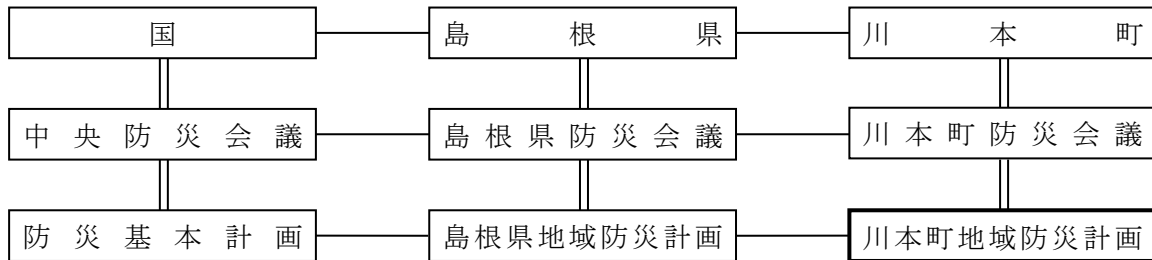 国 島根県 川本町
中央防災会議 島根県防災会議 川本町防災会議
防災基本計画 島根県地域防災計画 川本町地域防災計画